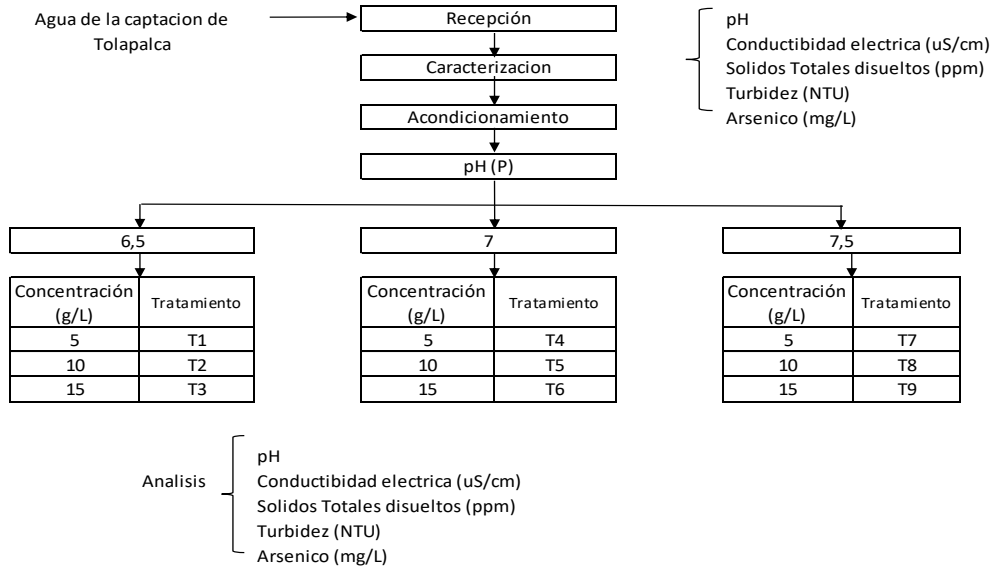 Agua de la captacion de
Tolapalca
Recepción
Caracterizacion
Acondicionamiento
pH (P)
pH
Conductibidad electrica (uS/cm)
Solidos Totales disueltos (ppm)
Turbidez (NTU)
Arsenico (mg/L)
6,5
Concentración
(g/L)
Tratamiento
5 T1
10 T2
15 T3
7
Concentración
(g/L)
Tratamiento
5 T4
10 T5
15 T6
7,5
Concentración
(g/L)
Tratamiento
5 T7
10 T8
15 T9
Analisis
pH
Conductibidad electrica (uS/cm)
Solidos Totales disueltos (ppm)
Turbidez (NTU)
Arsenico (mg/L)